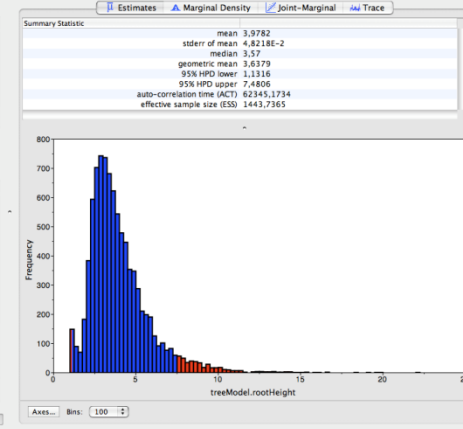 Estimates Marginal Density Joint-Marginal Trace
Summary Statistic
mean 3,9782
stderr of mean 4,8218E-2
median 3,57
geometric mean 3,6379
95% HPD lower 1,1316
95% HPD upper 7,4806
auto-correlation time (ACT) 62345,1734
effective sample size (ESS) 1443,7365
800
700
600
500
400
300
200
100
0
Frequency
0 5 10 15 20
treeModel.rootHeight
Axes... Bins: 100